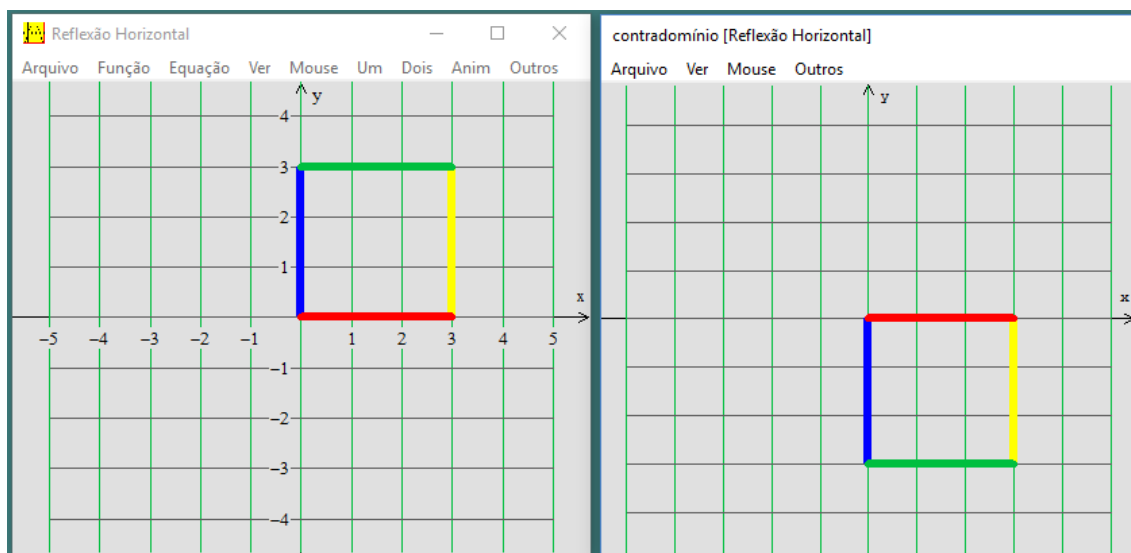 Reflexão Horizontal
Arquivo Função Equação Ver Mouse Um Dois Anim Outros
y
4
3
2
1
x
−5 −4 −3 −2 −1 1 2 3 4 5
−1
−2
−3
−4
contradomínio [Reflexão Horizontal]
Arquivo Ver Mouse Outros
y
x